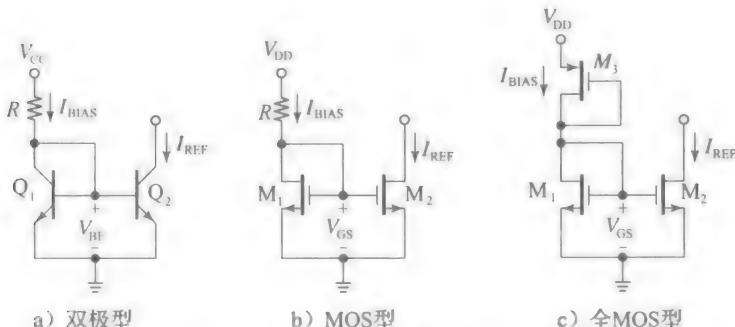 V_CC
R
I_BIAS
I_REF
Q_1
Q_2
V_BE
+
−
a）双极型
V_DD
R
I_BIAS
I_REF
M_1
M_2
+
V_GS
−
b）MOS型
V_DD
I_BIAS
M_3
I_REF
M_1
M_2
+
V_GS
−
c）全MOS型